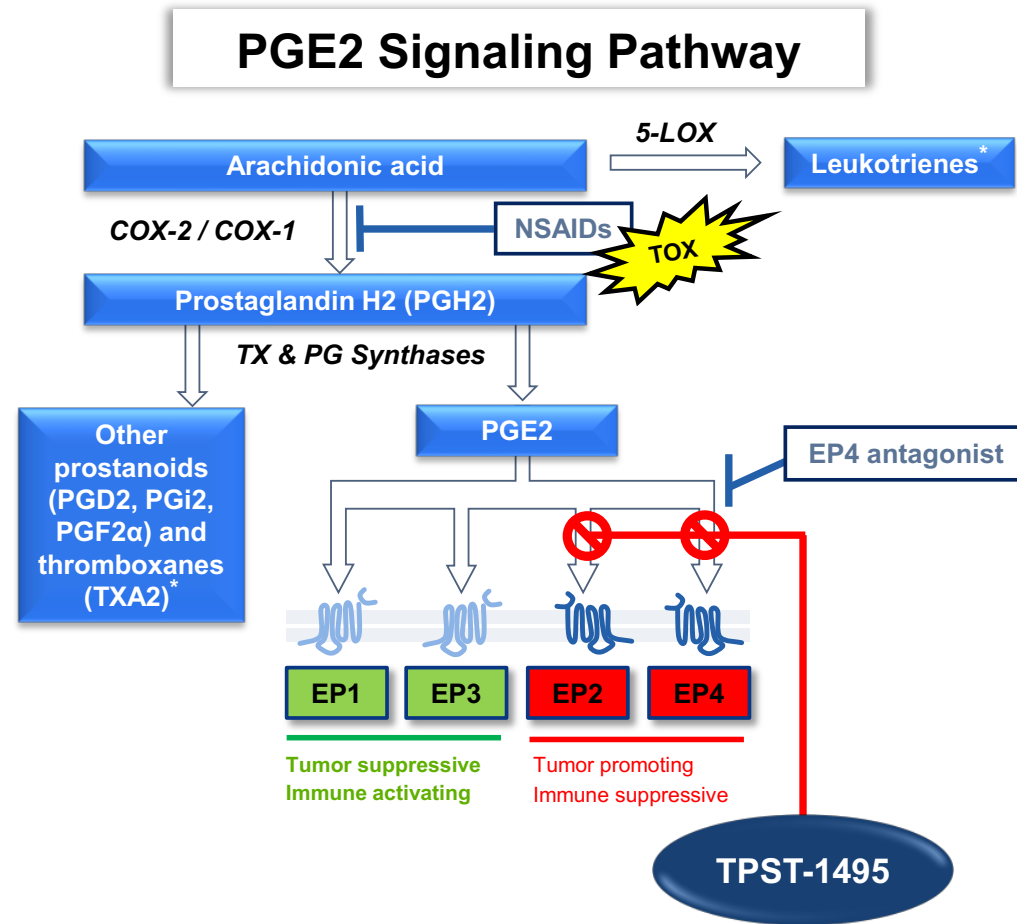 PGE2 Signaling Pathway
5-LOX
Arachidonic acid
Leukotrienes*
COX-2 / COX-1
NSAIDs
TOX
Prostaglandin H2 (PGH2)
TX & PG Synthases
Other
prostanoids
(PGD2, PGi2,
PGF2α) and
thromboxanes
(TXA2)*
PGE2
EP4 antagonist
EP1
EP3
EP2
EP4
Tumor suppressive
Immune activating
Tumor promoting
Immune suppressive
TPST-1495